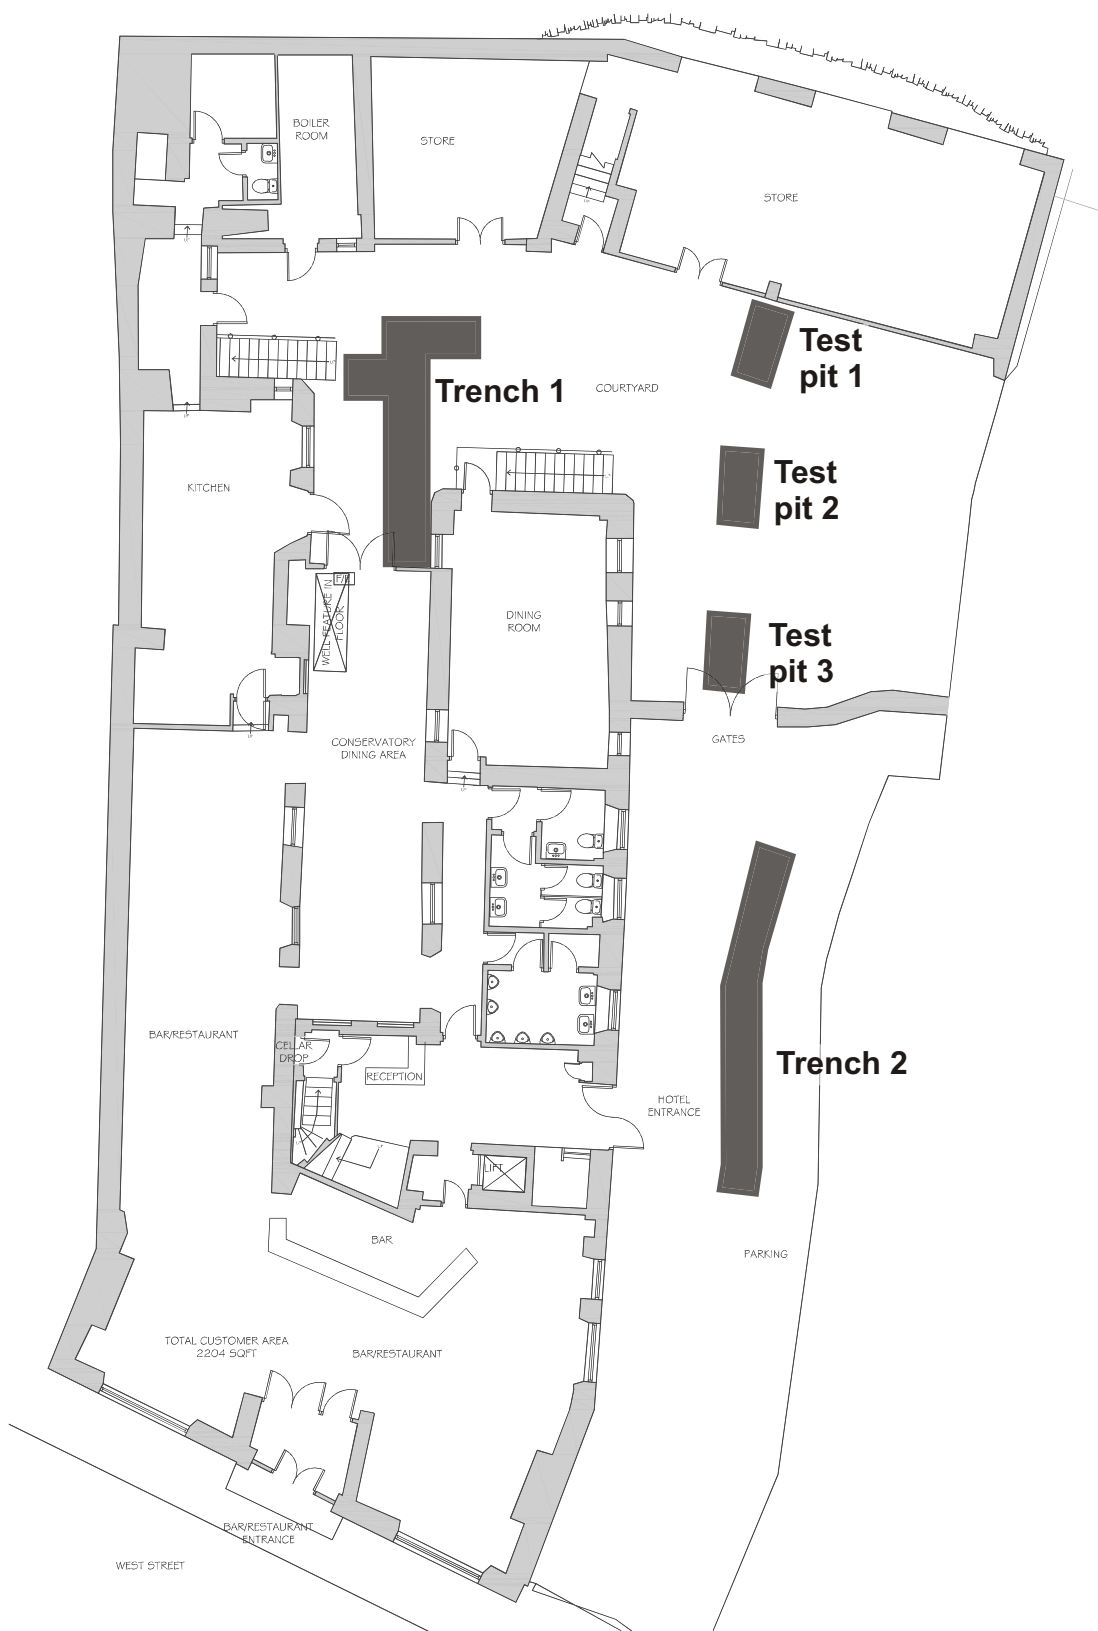 BOILER
ROOM
STORE
STORE
Test
pit 1
Trench 1
COURTYARD
Test
pit 2
KITCHEN
F/P
WELL FEATURE IN
FLOOR
DINING
ROOM
Test
pit 3
GATES
CONSERVATORY
DINING AREA
BAR/RESTAURANT
CELLAR
DROP
RECEPTION
Trench 2
HOTEL
ENTRANCE
LIFT
BAR
PARKING
TOTAL CUSTOMER AREA
2204 SQFT
BAR/RESTAURANT
BAR/RESTAURANT
ENTRANCE
WEST STREET